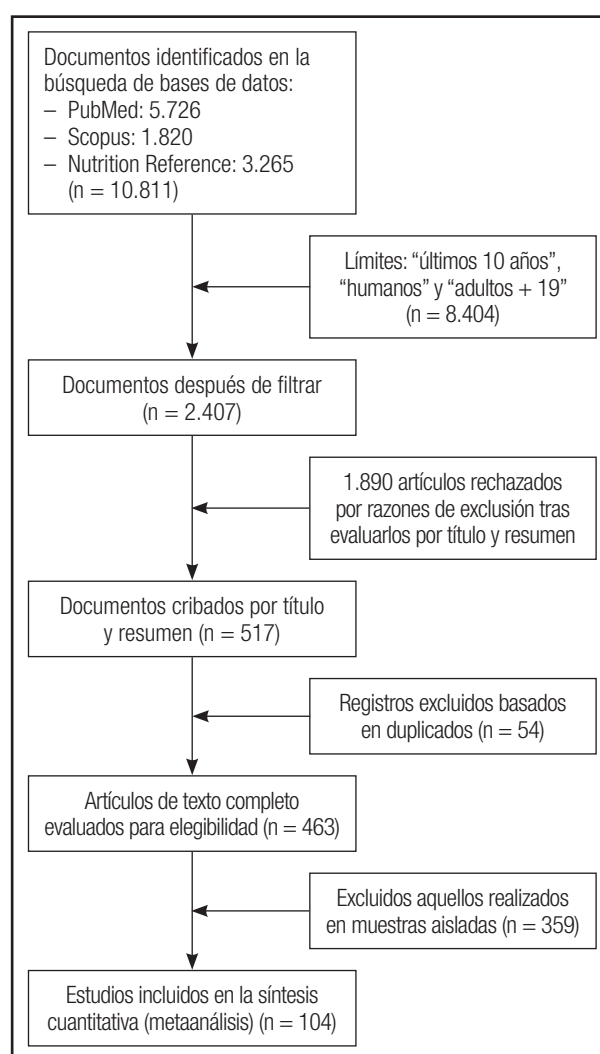 Documentos identificados en la
búsqueda de bases de datos:
– PubMed: 5.726
– Scopus: 1.820
– Nutrition Reference: 3.265
(n = 10.811)
Límites: “últimos 10 años”,
“humanos” y “adultos + 19”
(n = 8.404)
Documentos después de filtrar
(n = 2.407)
1.890 artículos rechazados
por razones de exclusión tras
evaluarlos por título y resumen
Documentos cribados por título
y resumen (n = 517)
Registros excluidos basados
en duplicados (n = 54)
Artículos de texto completo
evaluados para elegibilidad (n = 463)
Excluidos aquellos realizados
en muestras aisladas (n = 359)
Estudios incluidos en la síntesis
cuantitativa (metaanálisis) (n = 104)